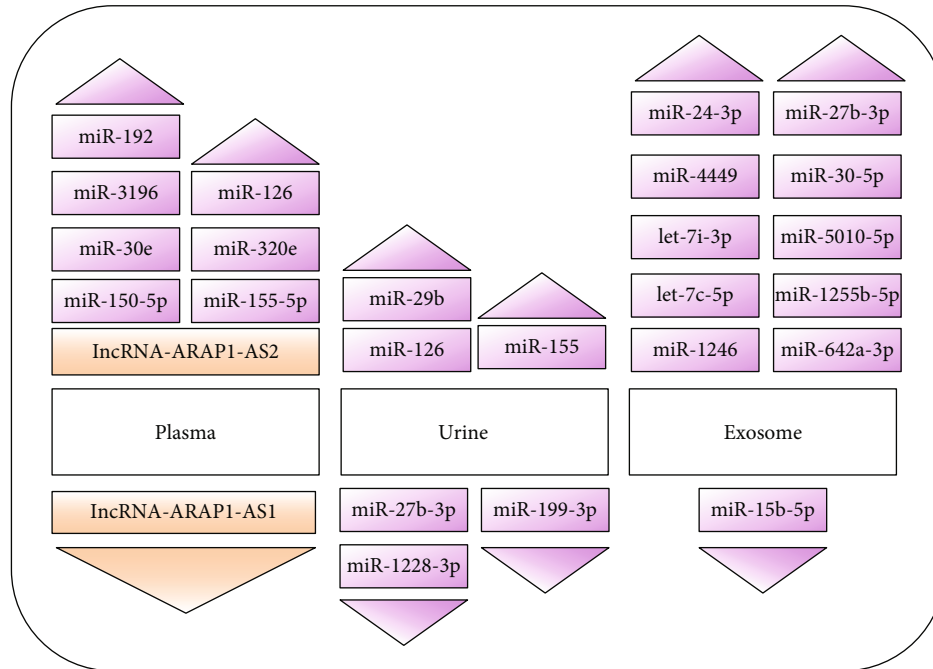 miR-192
miR-3196
miR-126
miR-30e
miR-320e
miR-150-5p
miR-155-5p
IncRNA-ARAP1-AS2
Plasma
IncRNA-ARAP1-AS1
miR-29b
miR-126
miR-155
Urine
miR-27b-3p
miR-199-3p
miR-1228-3p
miR-24-3p
miR-27b-3p
miR-4449
miR-30-5p
let-7i-3p
miR-5010-5p
let-7c-5p
miR-1255b-5p
miR-1246
miR-642a-3p
Exosome
miR-15b-5p